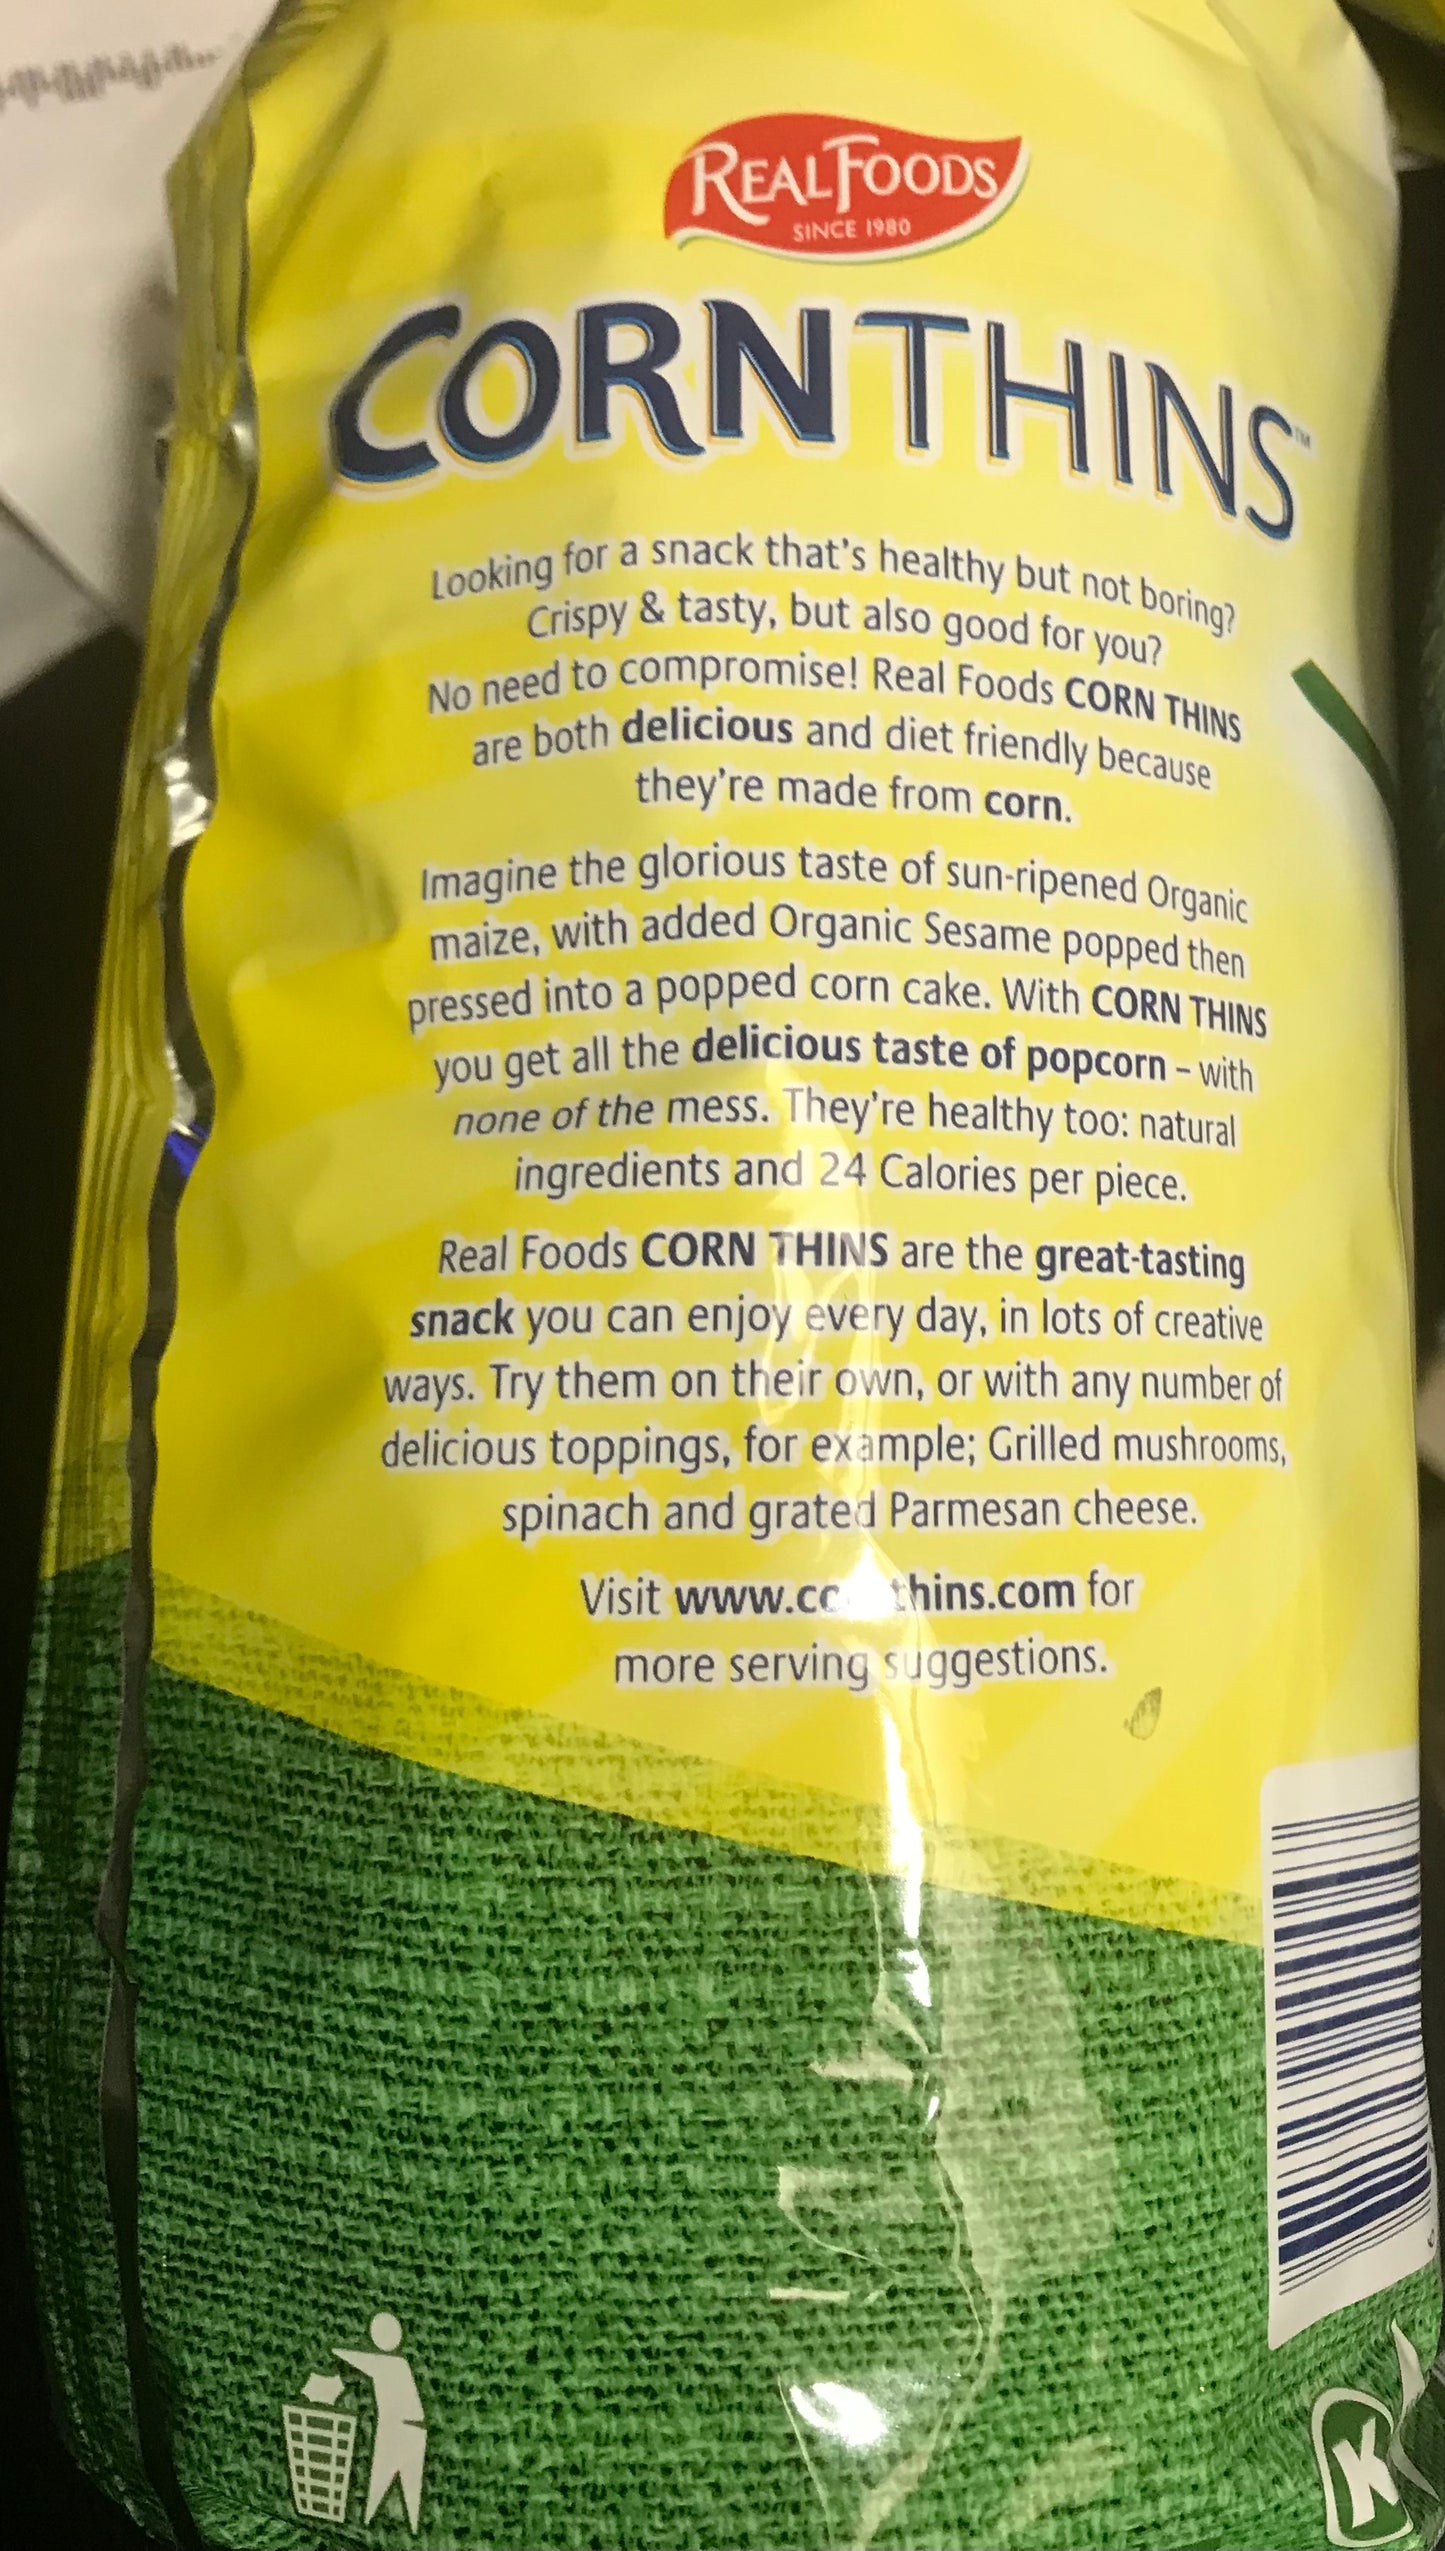 REAL FOODS
SINCE 1980
CORN THINS™
Looking for a snack that's healthy but not boring?
Crispy & tasty, but also good for you?
No need to compromise! Real Foods CORN THINS
are both delicious and diet friendly because
they're made from corn.
Imagine the glorious taste of sun-ripened Organic
maize, with added Organic Sesame popped then
pressed into a popped corn cake. With CORN THINS
you get all the delicious taste of popcorn – with
none of the mess. They're healthy too: natural
ingredients and 24 Calories per piece.
Real Foods CORN THINS are the great-tasting
snack you can enjoy every day, in lots of creative
ways. Try them on their own, or with any number of
delicious toppings, for example; Grilled mushrooms,
spinach and grated Parmesan cheese.
Visit for
more serving suggestions.
K